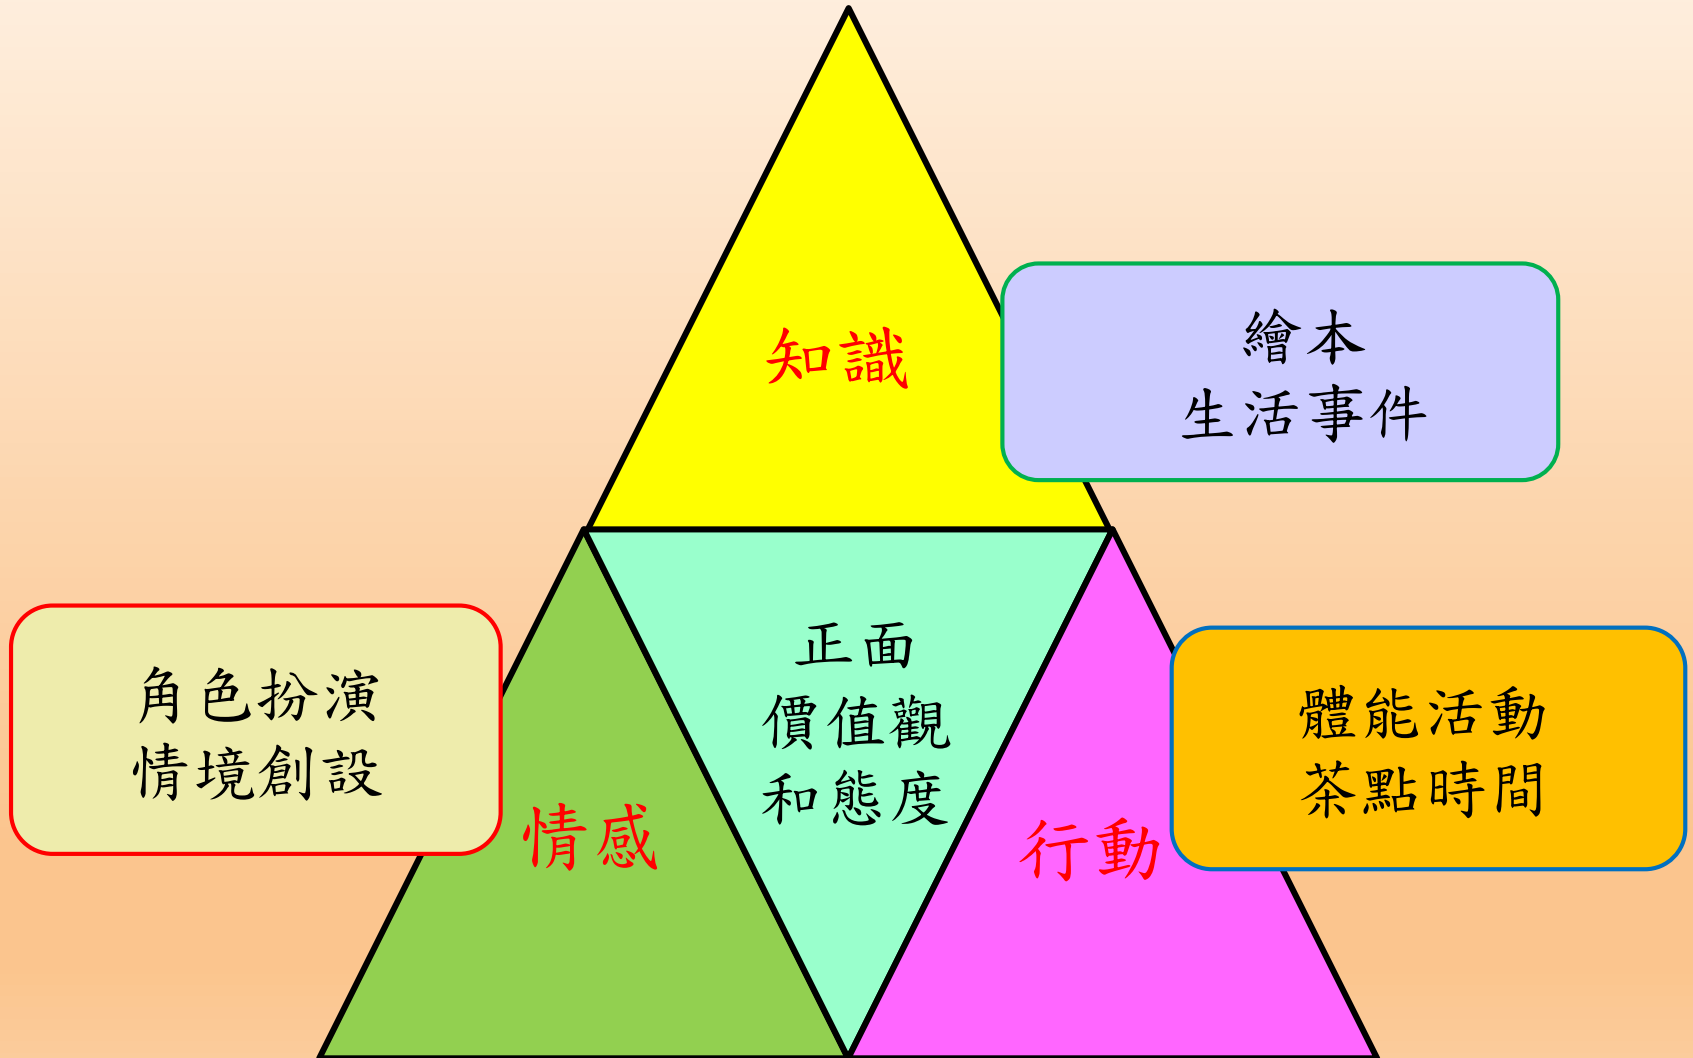 知識
繪本
生活事件
角色扮演
情境創設
情感
正面
價值觀
和態度
行動
體能活動
茶點時間